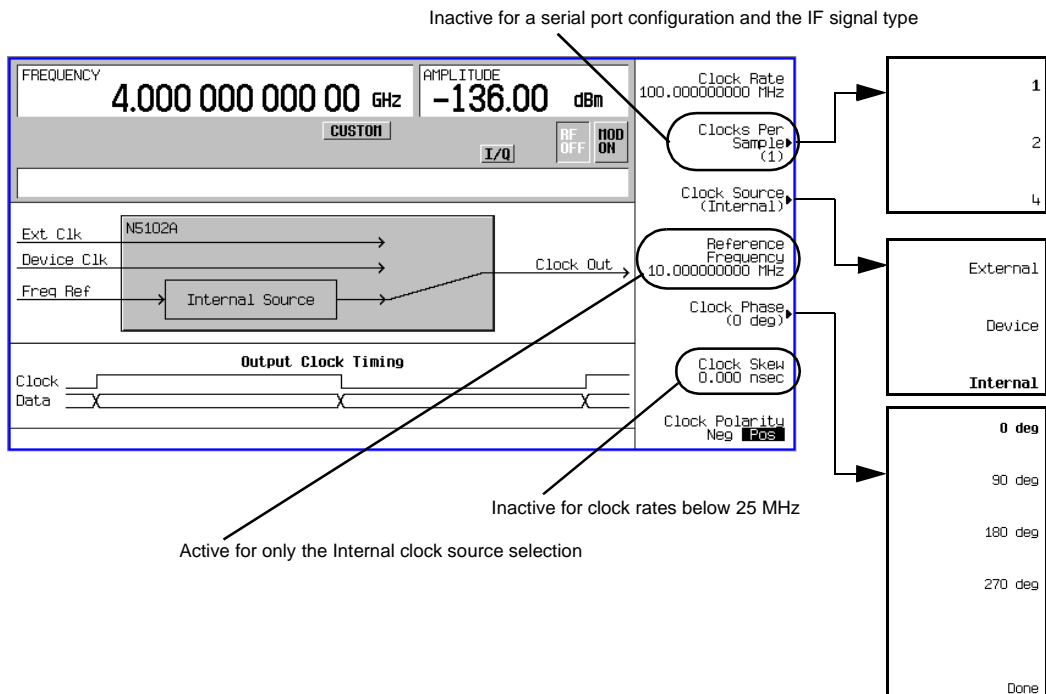 Inactive for a serial port configuration and the IF signal type
FREQUENCY
4.000 000 000 00 GHz
AMPLITUDE
-136.00 dBm
CUSTOM
I/Q
RF
OFF
MOD
ON
Clock Rate
100.000000000 MHz
Clocks Per
Sample
(1)
Clock Source
(Internal)
Reference
Frequency
10.000000000 MHz
Clock Phase
(0 deg)
Clock Skew
0.000 nsec
Clock Polarity
Neg Pos
N5102A
Ext Clk
Device Clk
Freq Ref
Internal Source
Clock Out
Output Clock Timing
Clock
Data
1
2
4
External
Device
Internal
0 deg
90 deg
180 deg
270 deg
Done
Inactive for clock rates below 25 MHz
Active for only the Internal clock source selection